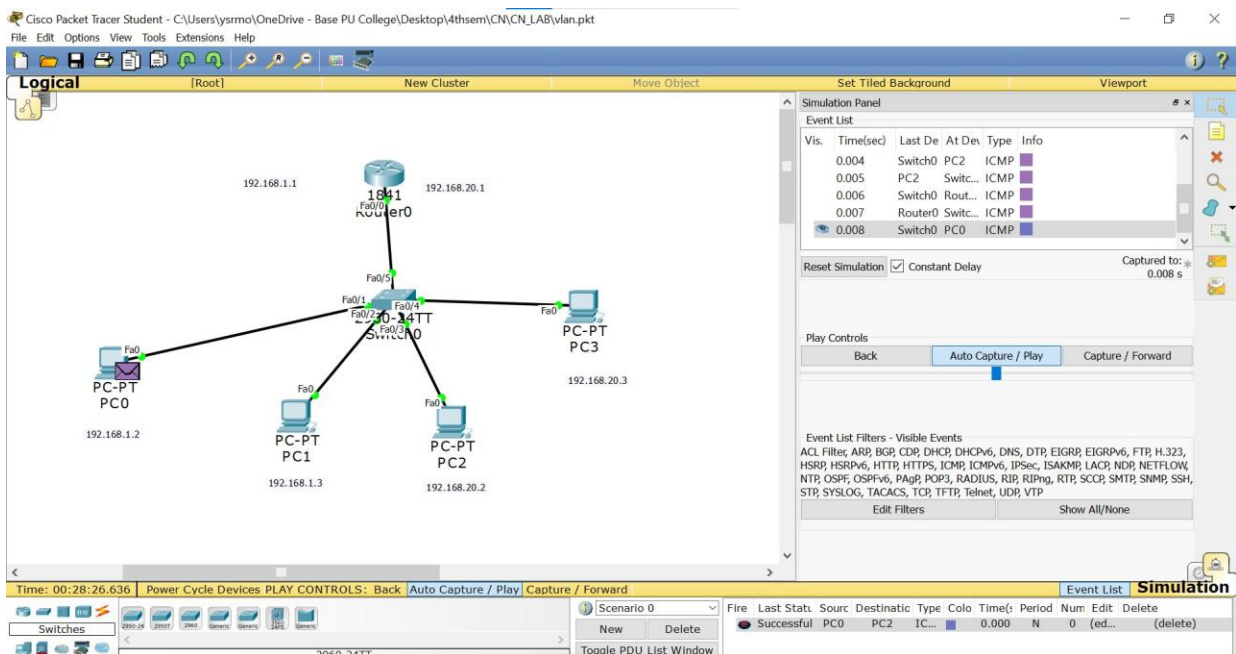 Cisco Packet Tracer Student - C:\Users\ysrmo\OneDrive - Base PU College\Desktop\4thsem\CN\CN_LAB\vlan.pkt
File Edit Options View Tools Extensions Help
Logical [Root] New Cluster Move Object Set Tiled Background Viewport
192.168.1.1
1841
Fa0/0
Router0
192.168.20.1
Fa0/5
Fa0/1
Fa0/2
Fa0/4
2950-24TT
Fa0/3
Switch0
Fa0
PC-PT
PC0
192.168.1.2
Fa0
PC-PT
PC1
192.168.1.3
Fa0
PC-PT
PC2
192.168.20.2
Fa0
PC-PT
PC3
192.168.20.3
Simulation Panel
Event List
Vis. Time(sec) Last De At Dev Type Info
0.004 Switch0 PC2 ICMP
0.005 PC2 Switc... ICMP
0.006 Switch0 Rout... ICMP
0.007 Router0 Switc... ICMP
0.008 Switch0 PC0 ICMP
Reset Simulation Constant Delay Captured to: *
0.008 s
Play Controls
Back Auto Capture / Play Capture / Forward
Event List Filters - Visible Events
ACL Filter, ARP, BGP, CDP, DHCP, DHCPv6, DNS, DTP, EIGRP, EIGRPv6, FTP, H.323,
HSRP, HSRPv6, HTTP, HTTPS, ICMP, ICMPv6, IPSec, ISAKMP, LACP, NDP, NETFLOW,
NTP, OSPF, OSPFv6, PAgP, POP3, RADIUS, RIP, RIPng, RTP, SCCP, SMTP, SNMP, SSH,
STP, SYSLOG, TACACS, TCP, TFTP, Telnet, UDP, VTP
Edit Filters Show All/None
Time: 00:28:26.636 Power Cycle Devices PLAY CONTROLS: Back Auto Capture / Play Capture / Forward Event List Simulation
Switches
2950-24 2950T 2960 Generic Generic Generic
Scenario 0
New Delete
Toggle PDU List Window
Fire Last Statu Sourc Destinatic Type Colo Time(s Period Num Edit Delete
Successful PC0 PC2 IC... 0.000 N 0 (ed... (delete)